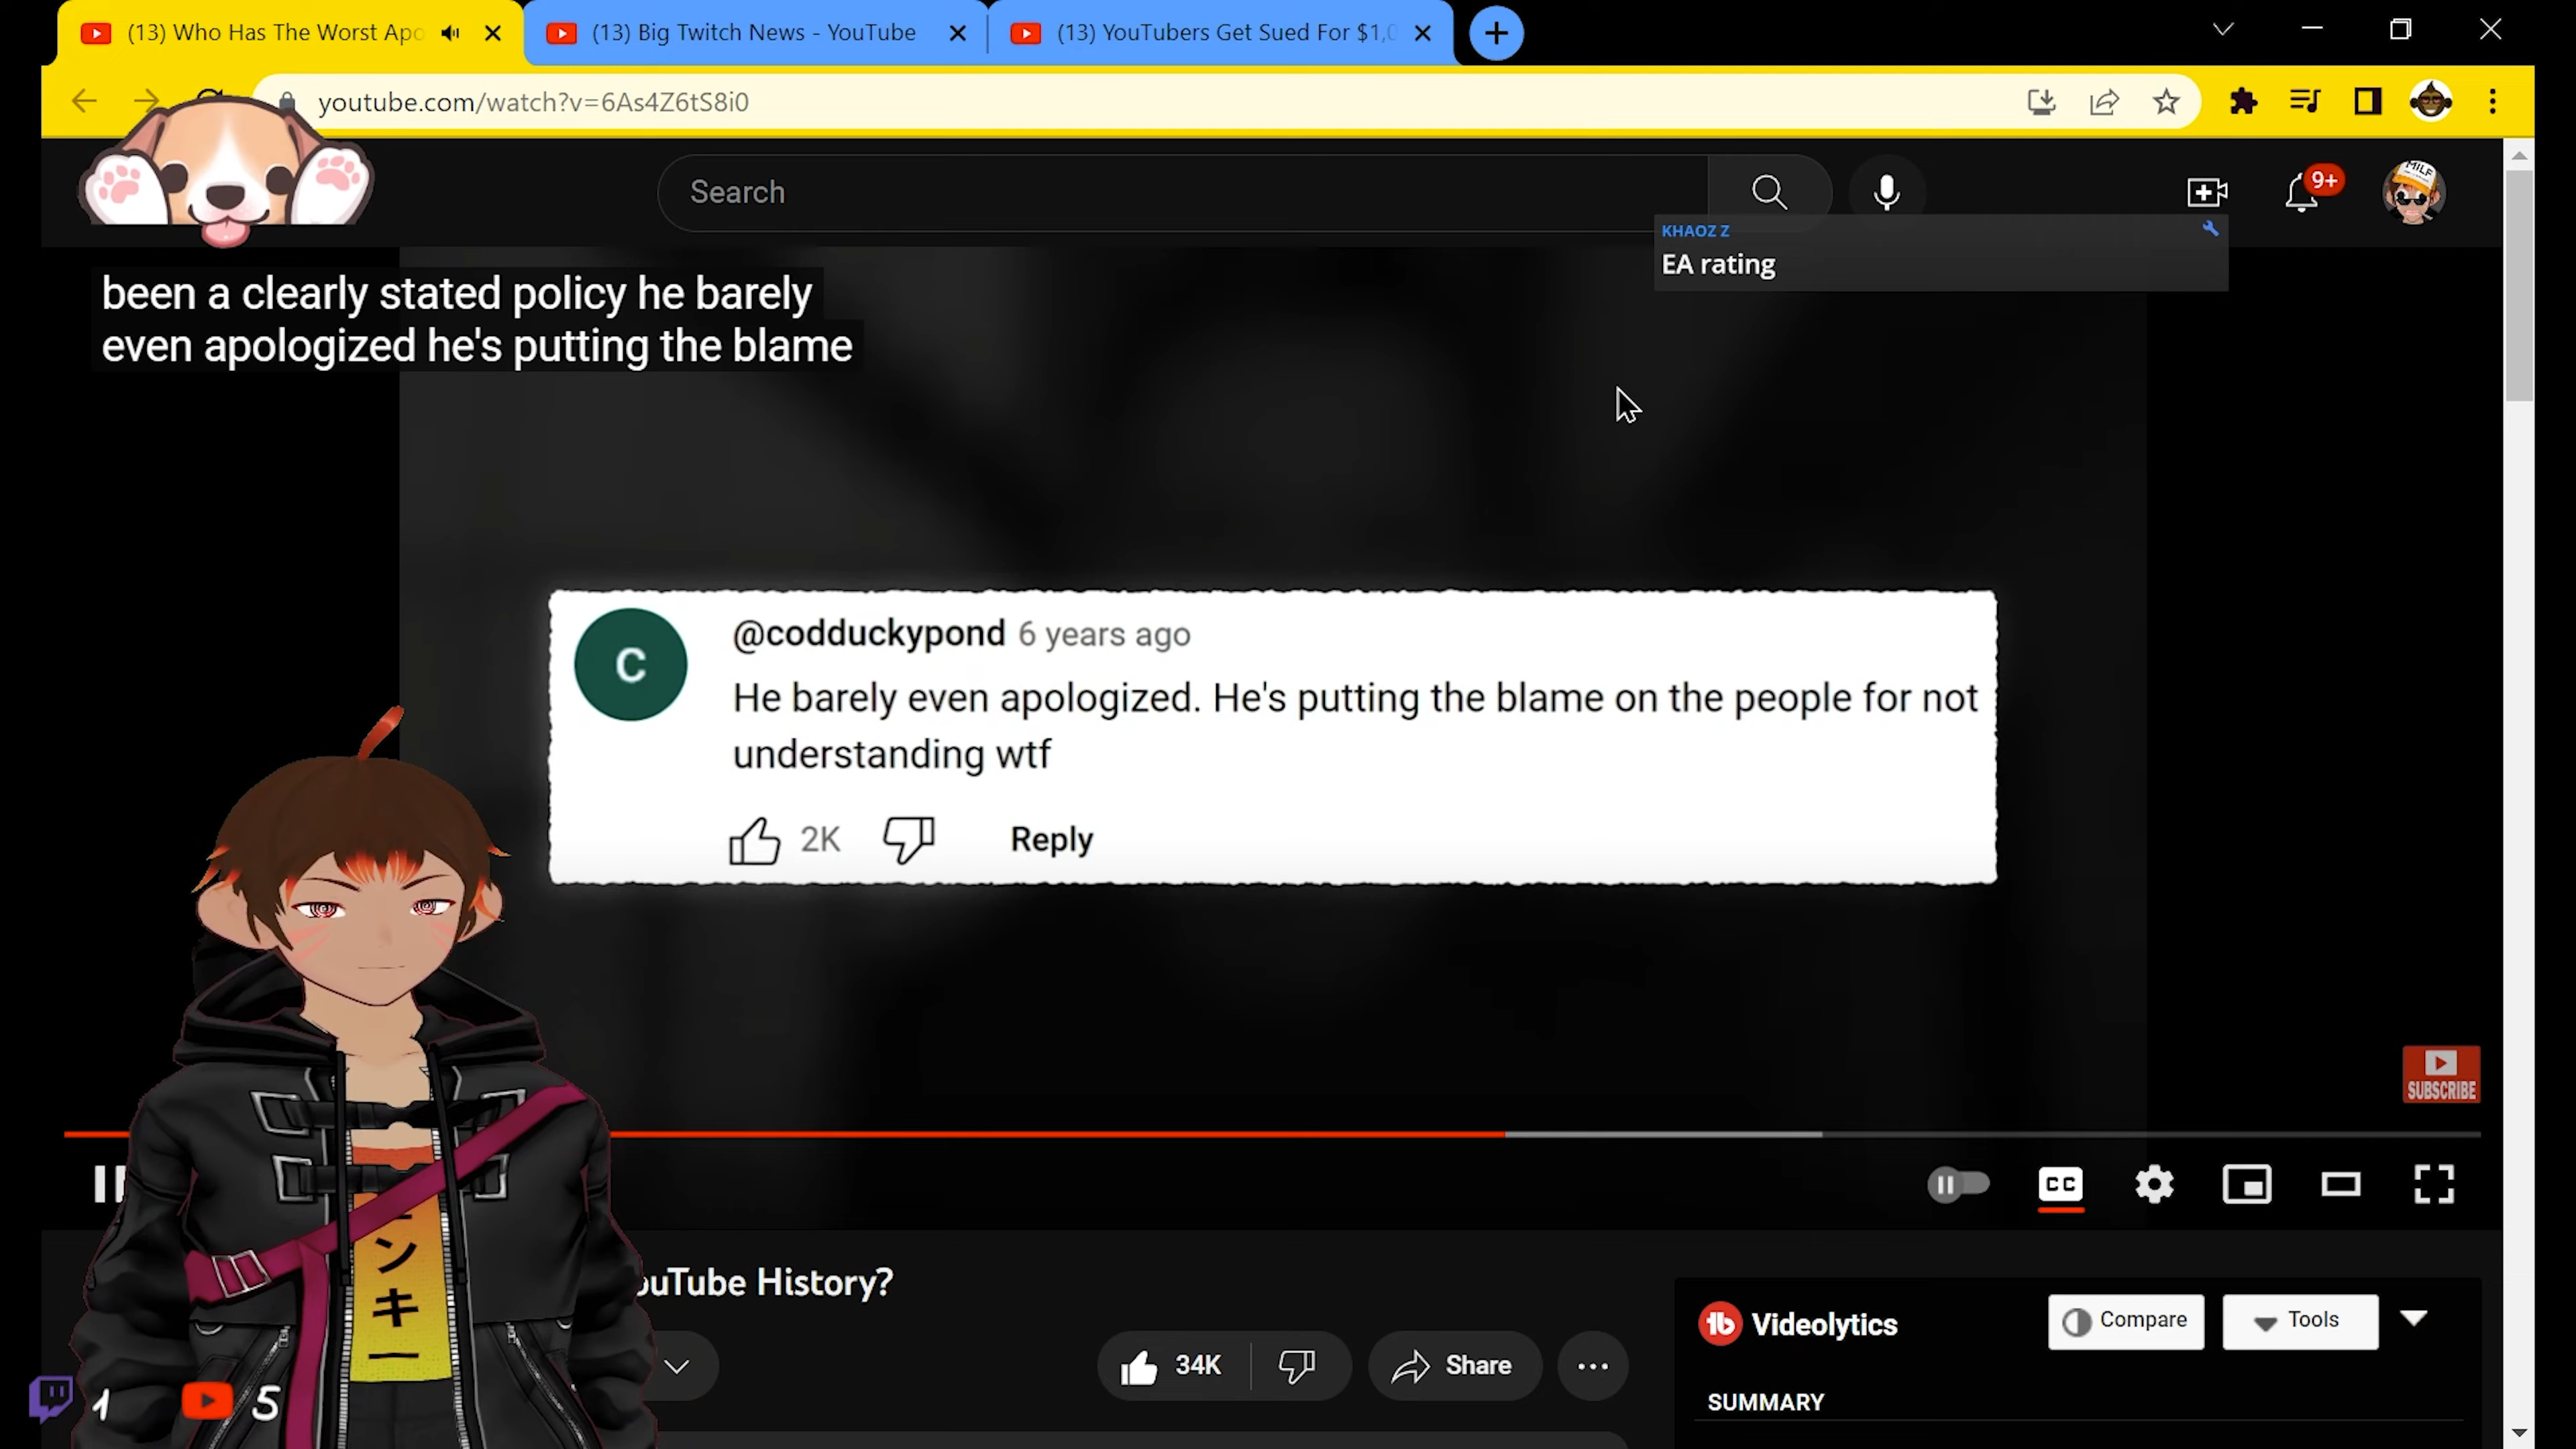 (13) Who Has The Worst Apo
(13) Big Twitch News - YouTube
(13) YouTubers Get Sued For $1,0
youtube.com/watch?v=6As4Z6tS8i0
Search
9+
MILF
KHAOZ Z
EA rating
been a clearly stated policy he barely
even apologized he's putting the blame
C
@codduckypond 6 years ago
He barely even apologized. He's putting the blame on the people for not
understanding wtf
2K
Reply
SUBSCRIBE
CC
ンキー
ouTube History?
34K
Share
Videolytics
Compare
Tools
SUMMARY
1
5